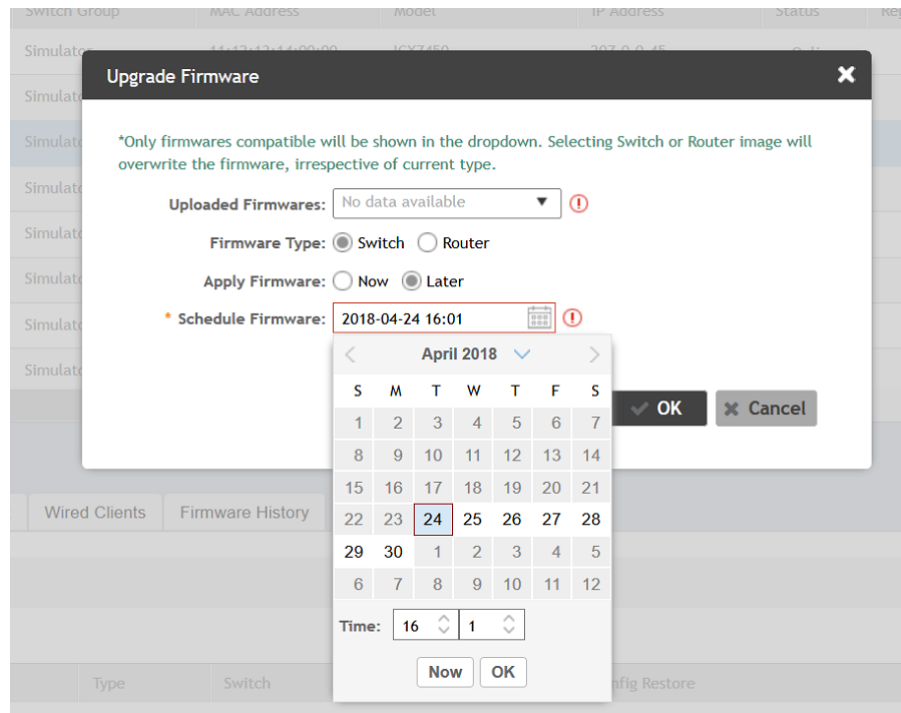 Switch Group MAC Address Model IP Address Status
Simulator
Upgrade Firmware
*Only firmwares compatible will be shown in the dropdown. Selecting Switch or Router image will
overwrite the firmware, irrespective of current type.
Uploaded Firmwares: No data available
Firmware Type: Switch Router
Apply Firmware: Now Later
* Schedule Firmware: 2018-04-24 16:01
April 2018
S M T W T F S
1 2 3 4 5 6 7
8 9 10 11 12 13 14
15 16 17 18 19 20 21
22 23 24 25 26 27 28
29 30 1 2 3 4 5
6 7 8 9 10 11 12
Time: 16 1
Now OK
OK Cancel
Wired Clients Firmware History
Type Switch nfig Restore